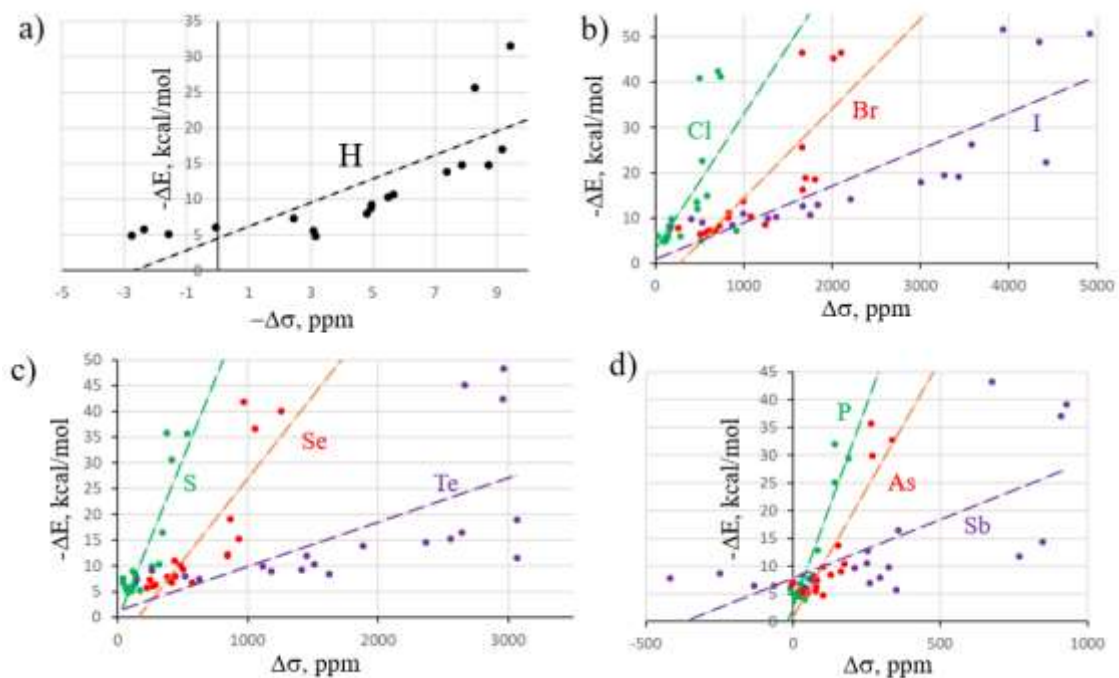 a)
35
30
25
20
15
10
5
0
-ΔE, kcal/mol
H
-5
-3
-1
1
3
5
7
9
−Δσ, ppm
b)
50
40
30
20
10
0
-ΔE, kcal/mol
Cl
Br
I
0
1000
2000
3000
4000
5000
Δσ, ppm
c)
50
45
40
35
30
25
20
15
10
5
0
-ΔE, kcal/mol
S
Se
Te
0
1000
2000
3000
Δσ, ppm
d)
45
40
35
30
25
20
15
10
5
0
-ΔE, kcal/mol
P
As
Sb
-500
0
500
1000
Δσ, ppm